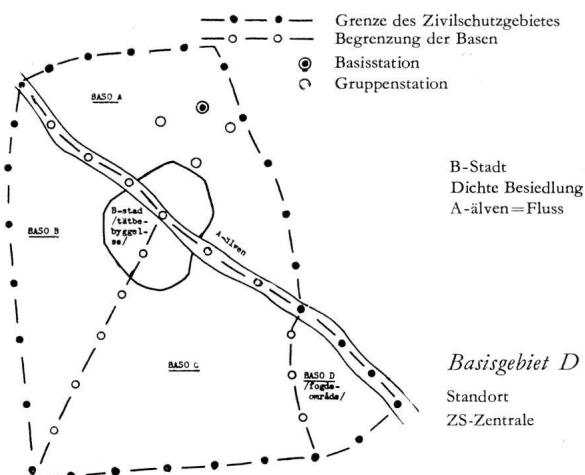 Grenze des Zivilschutzgebietes
Begrenzung der Basen
Basisstation
Gruppenstation
BASO A
B-Stadt
Dichte Besiedlung
A-älven=Fluss
B-stad
/tätbe-
byggel-
se/
BASO B
A-älven
BASO C
BASO D
/fögde-
område/
Basisgebiet D
Standort
ZS-Zentrale